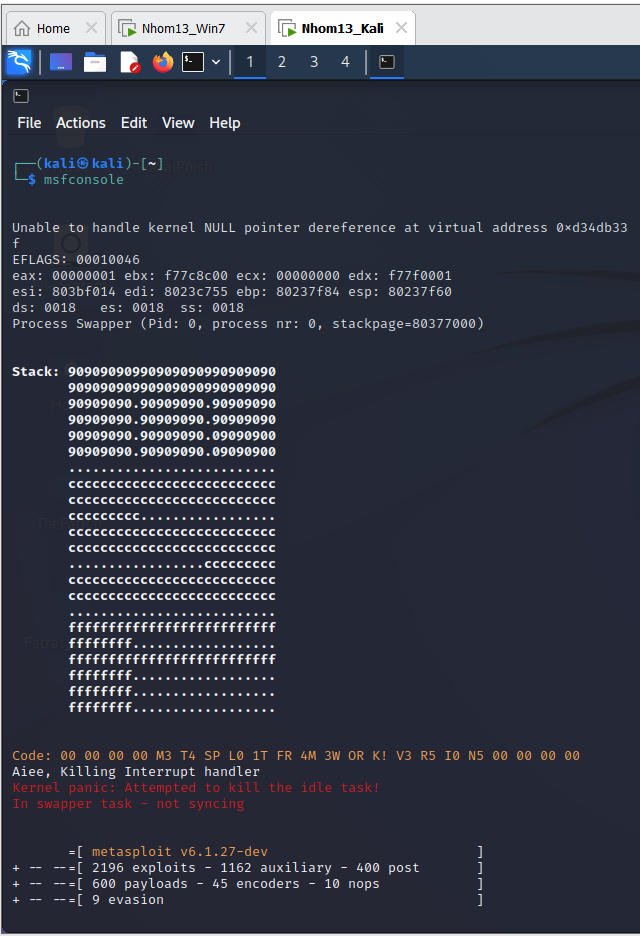 Home × Nhom13_Win7 × Nhom13_Kali ×
1 2 3 4
File Actions Edit View Help
┌──(kali㉿kali)-[~]
└─$ msfconsole
Unable to handle kernel NULL pointer dereference at virtual address 0×d34db33
f
EFLAGS: 00010046
eax: 00000001 ebx: f77c8c00 ecx: 00000000 edx: f77f0001
esi: 803bf014 edi: 8023c755 ebp: 80237f84 esp: 80237f60
ds: 0018   es: 0018  ss: 0018
Process Swapper (Pid: 0, process nr: 0, stackpage=80377000)
Stack: 90909090990909090990909090
       90909090990909090990909090
       90909090.90909090.90909090
       90909090.90909090.90909090
       90909090.90909090.09090900
       90909090.90909090.09090900
       ..........................
       cccccccccccccccccccccccccc
       cccccccccccccccccccccccccc
       ccccccccc.................
       cccccccccccccccccccccccccc
       cccccccccccccccccccccccccc
       .................ccccccccc
       cccccccccccccccccccccccccc
       cccccccccccccccccccccccccc
       ..........................
       ffffffffffffffffffffffffff
       ffffffff..................
       ffffffffffffffffffffffffff
       ffffffff..................
       ffffffff..................
       ffffffff..................
Code: 00 00 00 00 M3 T4 SP L0 1T FR 4M 3W OR K! V3 R5 I0 N5 00 00 00 00
Aiee, Killing Interrupt handler
Kernel panic: Attempted to kill the idle task!
In swapper task - not syncing
       =[ metasploit v6.1.27-dev                          ]
+ -- --=[ 2196 exploits - 1162 auxiliary - 400 post       ]
+ -- --=[ 600 payloads - 45 encoders - 10 nops            ]
+ -- --=[ 9 evasion                                       ]